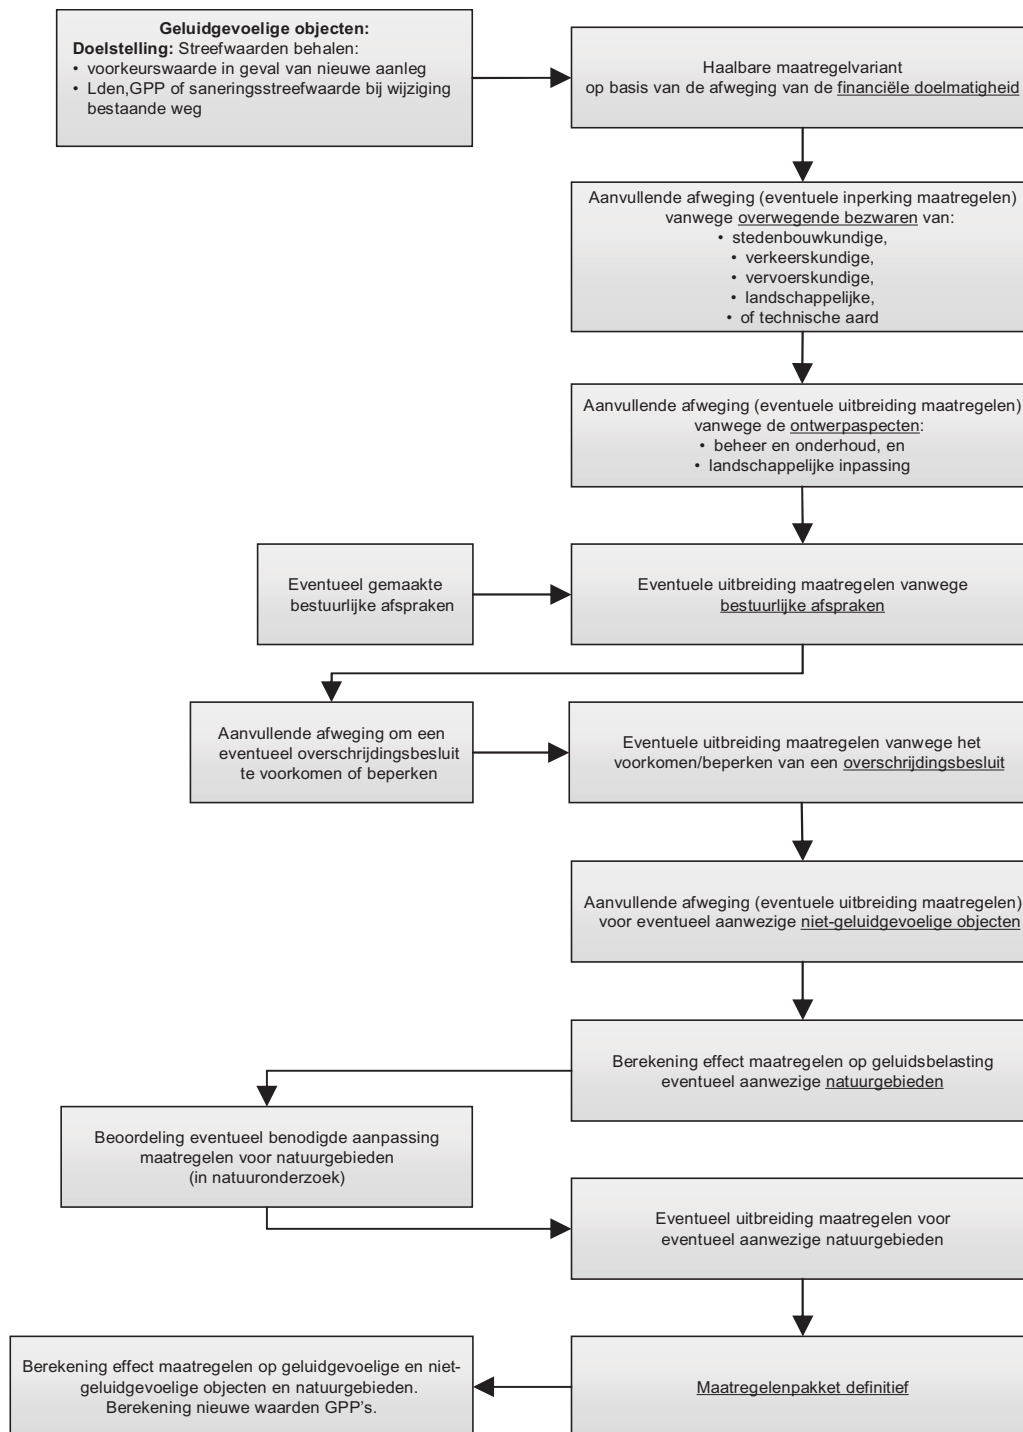 Geluidgevoelige objecten:
Doelstelling: Streefwaarden behalen:
• voorkeurswaarde in geval van nieuwe aanleg
• Lden,GPP of saneringsstreefwaarde bij wijziging
bestaande weg
Haalbare maatregelvariant
op basis van de afweging van de financiële doelmatigheid
Aanvullende afweging (eventuele inperking maatregelen)
vanwege overwegende bezwaren van:
• stedenbouwkundige,
• verkeerskundige,
• vervoerskundige,
• landschappelijke,
• of technische aard
Aanvullende afweging (eventuele uitbreiding maatregelen)
vanwege de ontwerpaspecten:
• beheer en onderhoud, en
• landschappelijke inpassing
Eventueel gemaakte
bestuurlijke afspraken
Eventuele uitbreiding maatregelen vanwege
bestuurlijke afspraken
Aanvullende afweging om een
eventueel overschrijdingsbesluit
te voorkomen of beperken
Eventuele uitbreiding maatregelen vanwege het
voorkomen/beperken van een overschrijdingsbesluit
Aanvullende afweging (eventuele uitbreiding maatregelen)
voor eventueel aanwezige niet-geluidgevoelige objecten
Berekening effect maatregelen op geluidsbelasting
eventueel aanwezige natuurgebieden
Beoordeling eventueel benodigde aanpassing
maatregelen voor natuurgebieden
(in natuuronderzoek)
Eventueel uitbreiding maatregelen voor
eventueel aanwezige natuurgebieden
Maatregelenpakket definitief
Berekening effect maatregelen op geluidgevoelige en niet-
geluidgevoelige objecten en natuurgebieden.
Berekening nieuwe waarden GPP's.